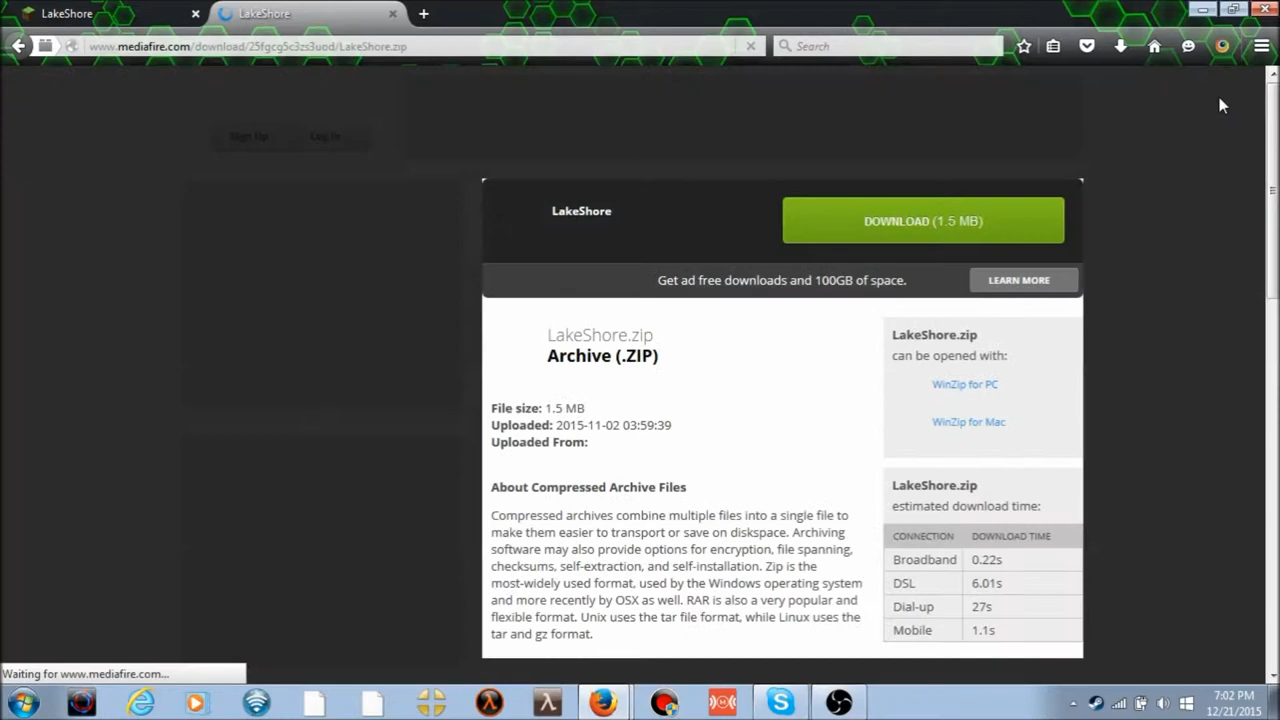 LakeShore
LakeShore
www.mediafire.com/download/25fgcg5c3zs3uod/LakeShore.zip
Search
Sign Up
Log In
LakeShore
DOWNLOAD (1.5 MB)
Get ad free downloads and 100GB of space.
LEARN MORE
LakeShore.zip
Archive (.ZIP)
File size: 1.5 MB
Uploaded: 2015-11-02 03:59:39
Uploaded From:
About Compressed Archive Files
Compressed archives combine multiple files into a single file to
make them easier to transport or save on diskspace. Archiving
software may also provide options for encryption, file spanning,
checksums, self-extraction, and self-installation. Zip is the
most-widely used format, used by the Windows operating system
and more recently by OSX as well. RAR is also a very popular and
flexible format. Unix uses the tar file format, while Linux uses the
tar and gz format.
LakeShore.zip
can be opened with:
WinZip for PC
WinZip for Mac
LakeShore.zip
estimated download time:
CONNECTION DOWNLOAD TIME
Broadband 0.22s
DSL 6.01s
Dial-up 27s
Mobile 1.1s
Waiting for www.mediafire.com...
7:02 PM
12/21/2015